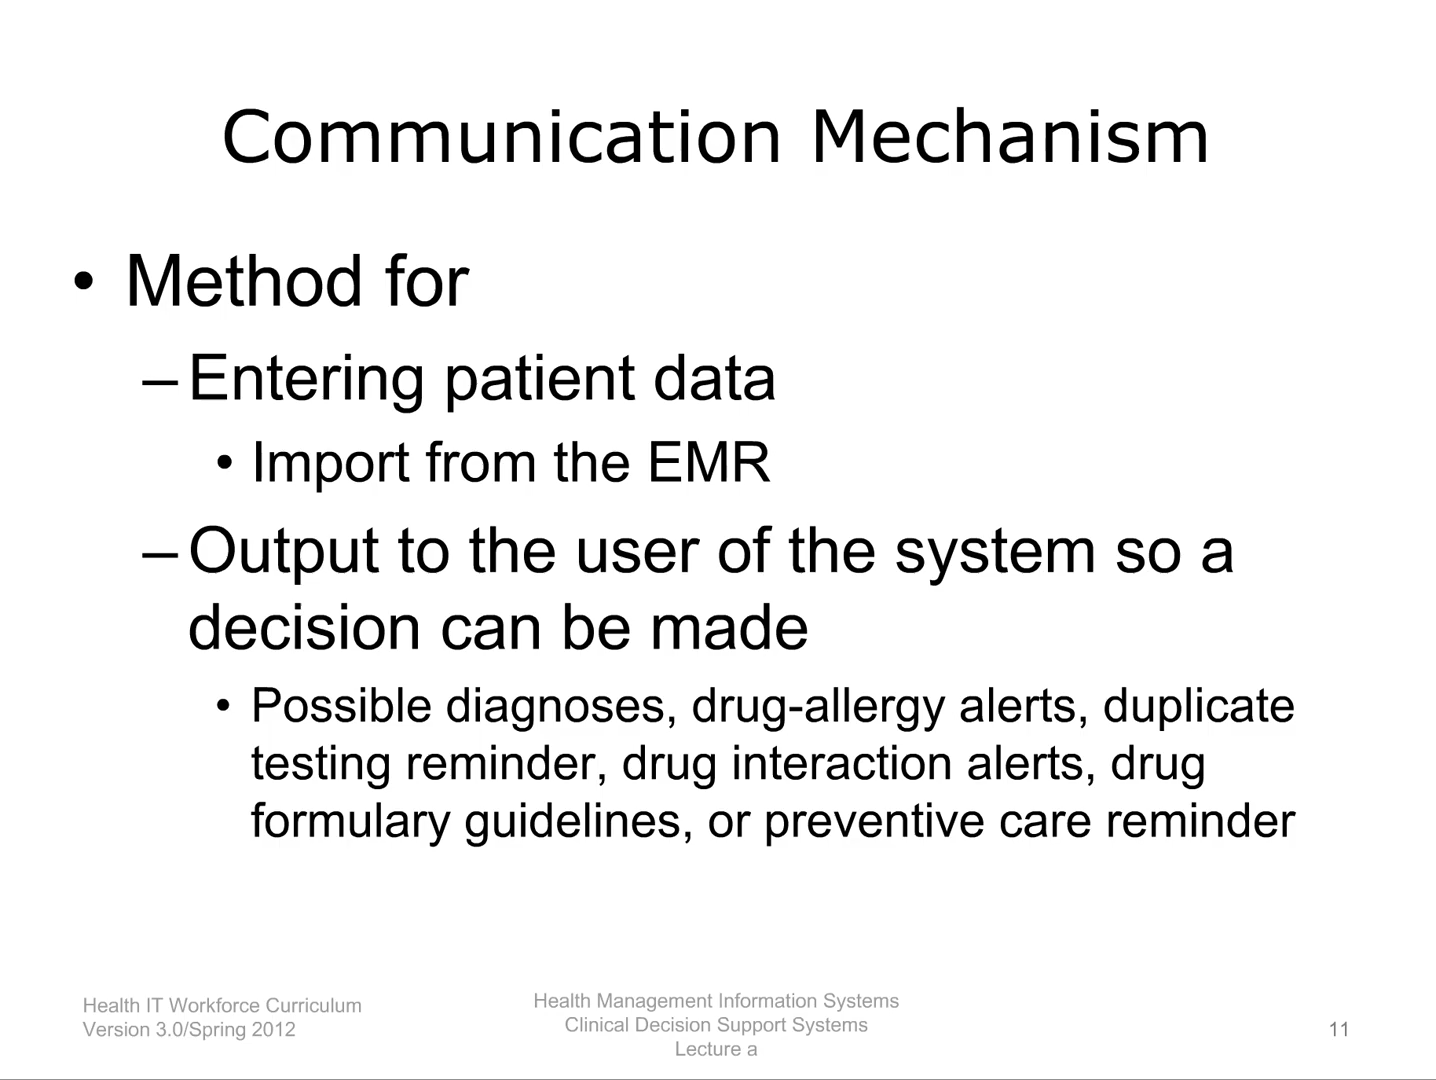 Communication Mechanism
• Method for
– Entering patient data
• Import from the EMR
– Output to the user of the system so a
decision can be made
• Possible diagnoses, drug-allergy alerts, duplicate
testing reminder, drug interaction alerts, drug
formulary guidelines, or preventive care reminder
Health IT Workforce Curriculum
Version 3.0/Spring 2012
Health Management Information Systems
Clinical Decision Support Systems
Lecture a
11